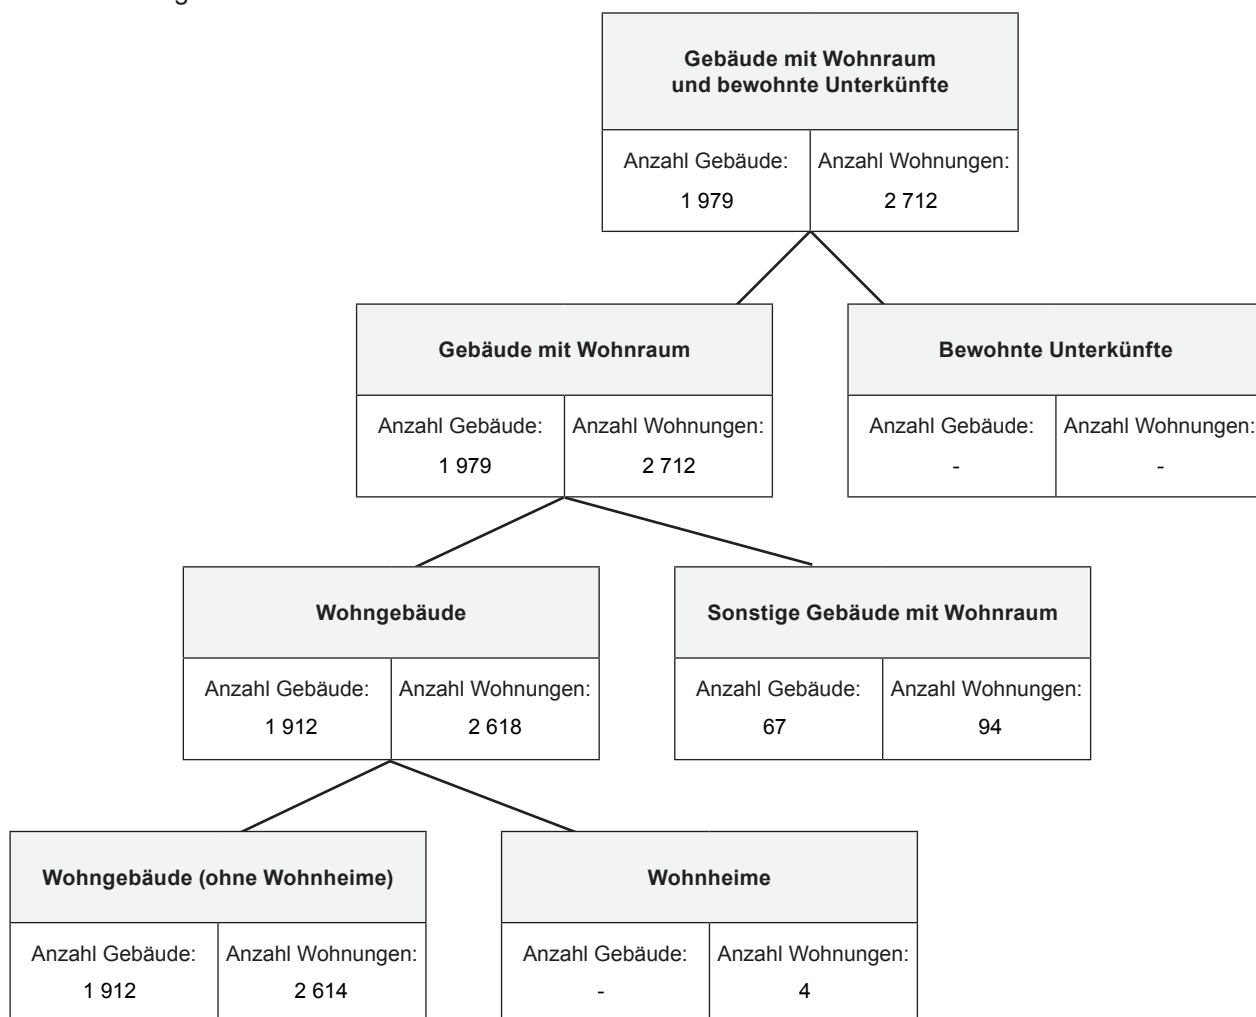 Gebäude mit Wohnraum
und bewohnte Unterkünfte
Anzahl Gebäude: Anzahl Wohnungen:
1 979 2 712
Gebäude mit Wohnraum Bewohnte Unterkünfte
Anzahl Gebäude: Anzahl Wohnungen: Anzahl Gebäude: Anzahl Wohnungen:
1 979 2 712 - -
Wohngebäude Sonstige Gebäude mit Wohnraum
Anzahl Gebäude: Anzahl Wohnungen: Anzahl Gebäude: Anzahl Wohnungen:
1 912 2 618 67 94
Wohngebäude (ohne Wohnheime) Wohnheime
Anzahl Gebäude: Anzahl Wohnungen: Anzahl Gebäude: Anzahl Wohnungen:
1 912 2 614 - 4